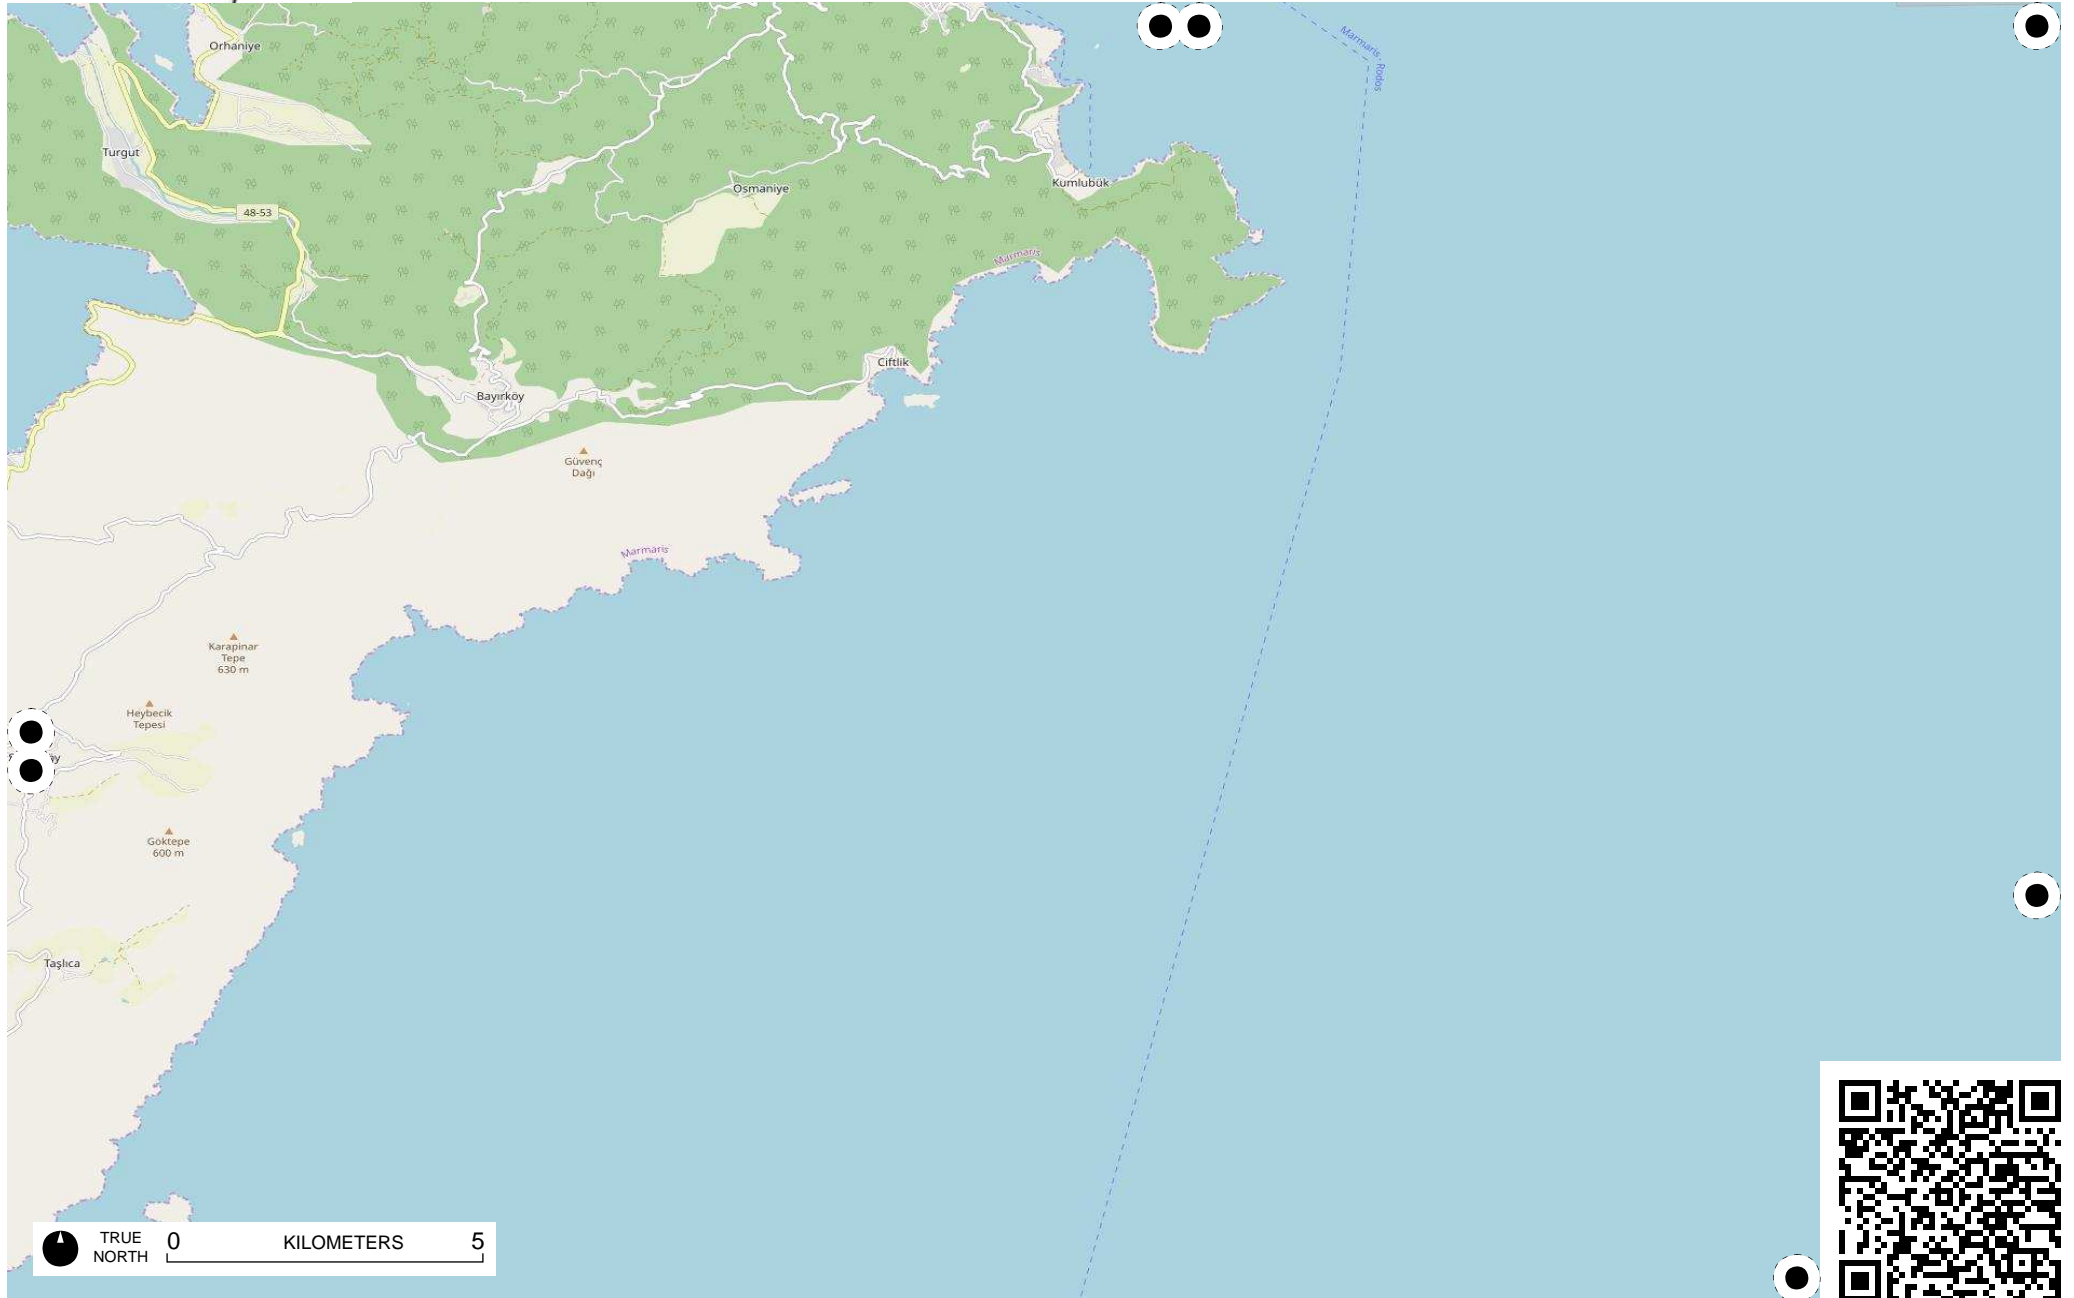 Orhaniye
Marmaris - Rodos
Turgut
Kumlubük
Osmaniye
48-53
Marmaris
Ciftlik
Bayırköy
Güvenç
Dağı
Marmaris
Karapinar
Tepe
630 m
Heybecik
Tepesi
Göktepe
600 m
Taşlıca
TRUE
NORTH
0 KILOMETERS 5